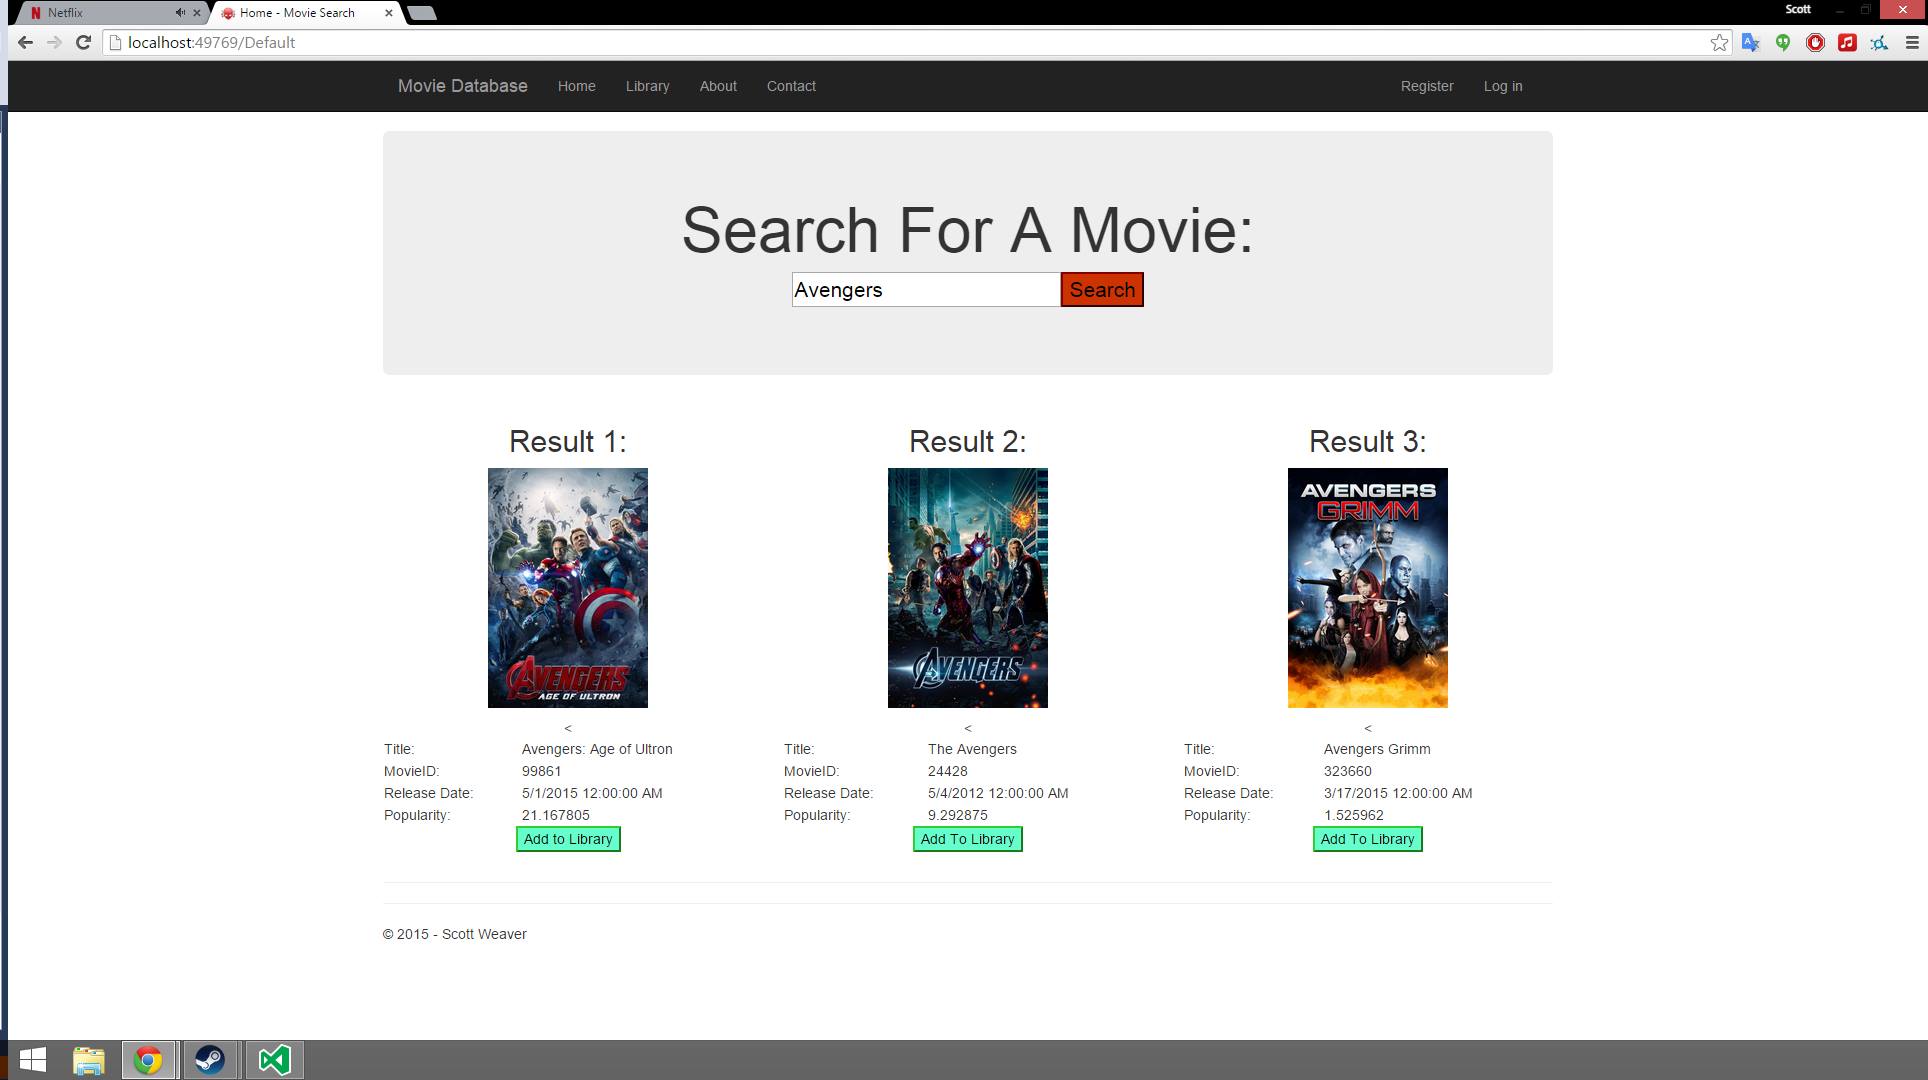 Netflix
Home - Movie Search
Scott
localhost:49769/Default
Movie Database Home Library About Contact Register Log in
Search For A Movie:
Avengers Search
Result 1: Result 2: Result 3:
AVENGERS
AGE OF ULTRON
AVENGERS
AVENGERS
GRIMM
< < <
Title: Avengers: Age of Ultron Title: The Avengers Title: Avengers Grimm
MovieID: 99861 MovieID: 24428 MovieID: 323660
Release Date: 5/1/2015 12:00:00 AM Release Date: 5/4/2012 12:00:00 AM Release Date: 3/17/2015 12:00:00 AM
Popularity: 21.167805 Popularity: 9.292875 Popularity: 1.525962
Add to Library Add To Library Add To Library
© 2015 - Scott Weaver